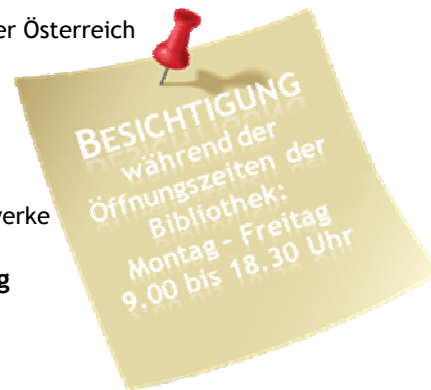 er Österreich
BESICHTIGUNG
während der
Öffnungszeiten der
Bibliothek:
Montag - Freitag
9.00 bis 18.30 Uhr
verke
g